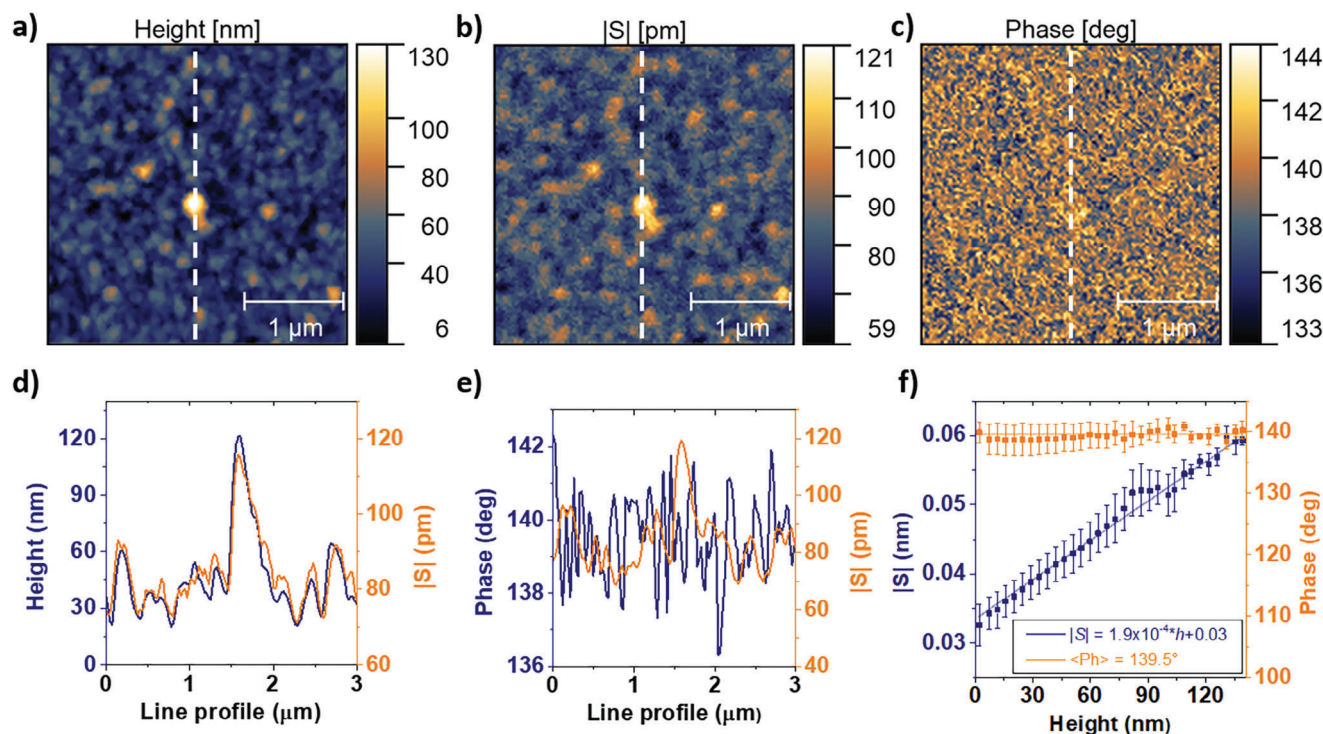 a)
Height [nm]
130
100
80
60
40
6
1 µm
b)
|S| [pm]
121
110
100
90
80
59
1 µm
c)
Phase [deg]
144
142
140
138
136
133
1 µm
d)
Height (nm)
120
90
60
30
0
|S| (pm)
120
100
80
60
0
1
2
3
Line profile (µm)
e)
Phase (deg)
142
140
138
136
|S| (pm)
120
100
80
60
40
0
1
2
3
Line profile (µm)
f)
|S| (nm)
0.06
0.05
0.04
0.03
Phase (deg)
140
130
120
110
100
|S| = 1.9x10⁻⁴*h+0.03
<Ph> = 139.5°
0
30
60
90
120
Height (nm)